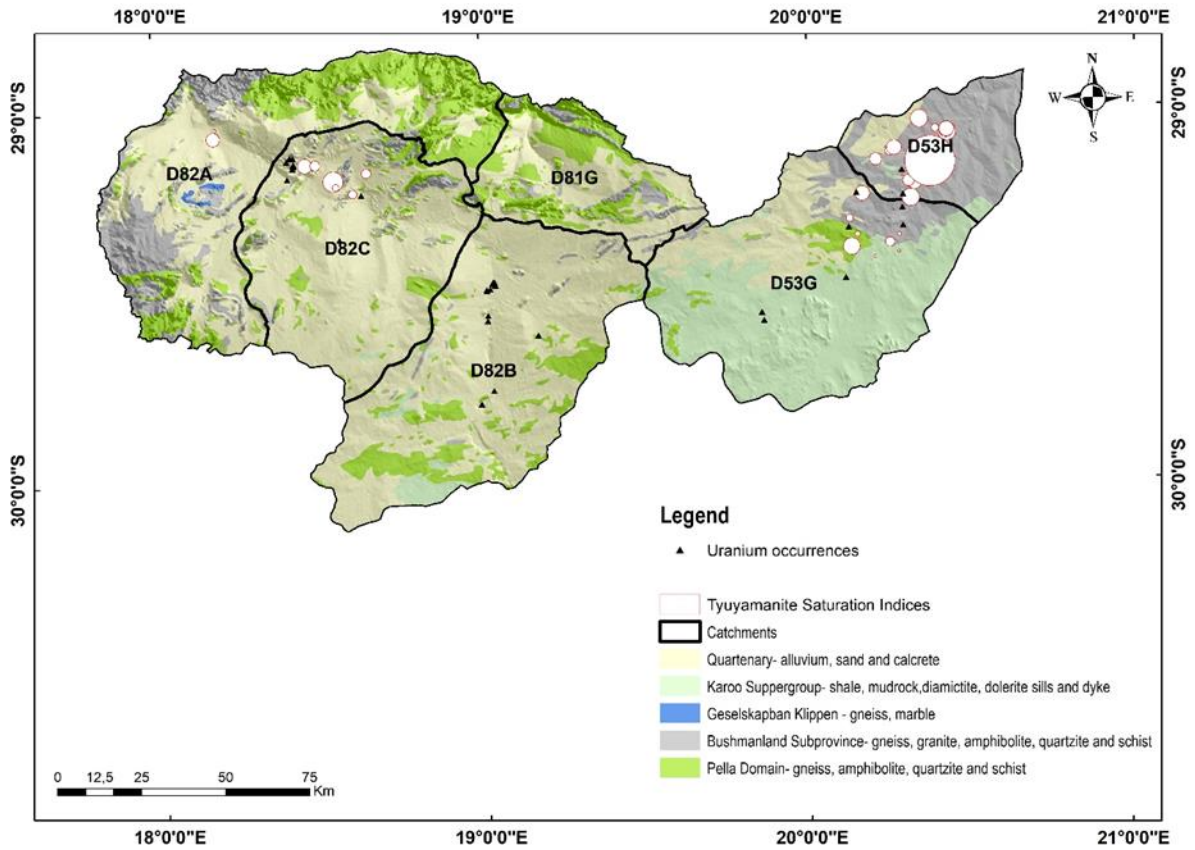 18°0'0"E 19°0'0"E 20°0'0"E 21°0'0"E
N
W E
S
29°0'0"S 29°0'0"S
D53H
D82A D81G
D82C
D53G
D82B
30°0'0"S 30°0'0"S
Legend
Uranium occurrences
Tyuyamanite Saturation Indices
Catchments
Quartenary- alluvium, sand and calcrete
Karoo Suppergroup- shale, mudrock,diamictite, dolerite sills and dyke
Geselskapban Klippen - gneiss, marble
Bushmanland Subprovince- gneiss, granite, amphibolite, quartzite and schist
Pella Domain- gneiss, amphibolite, quartzite and schist
0 12,5 25 50 75
Km
18°0'0"E 19°0'0"E 20°0'0"E 21°0'0"E